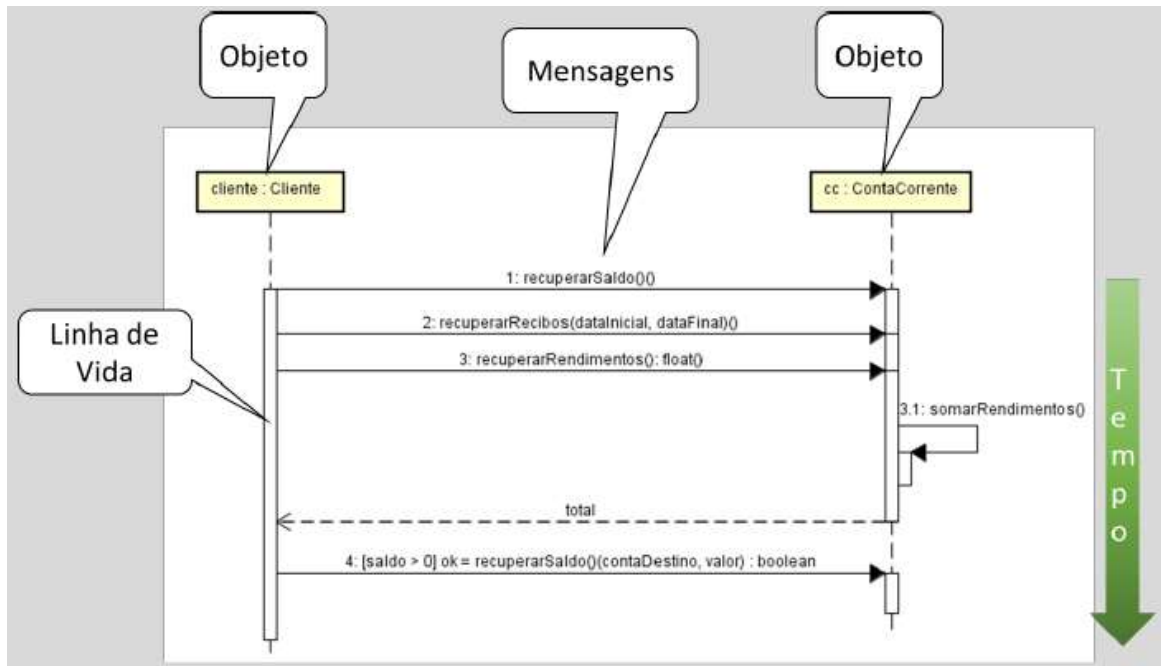 Objeto
Mensagens
Objeto
cliente : Cliente
cc : ContaCorrente
1: recuperarSaldo()()
2: recuperarRecibos(dataInicial, dataFinal)()
Linha de
Vida
3: recuperarRendimentos(): float()
3.1: somarRendimentos()
total
4: [saldo > 0] ok = recuperarSaldo()(contaDestino, valor) : boolean
T
e
m
p
o